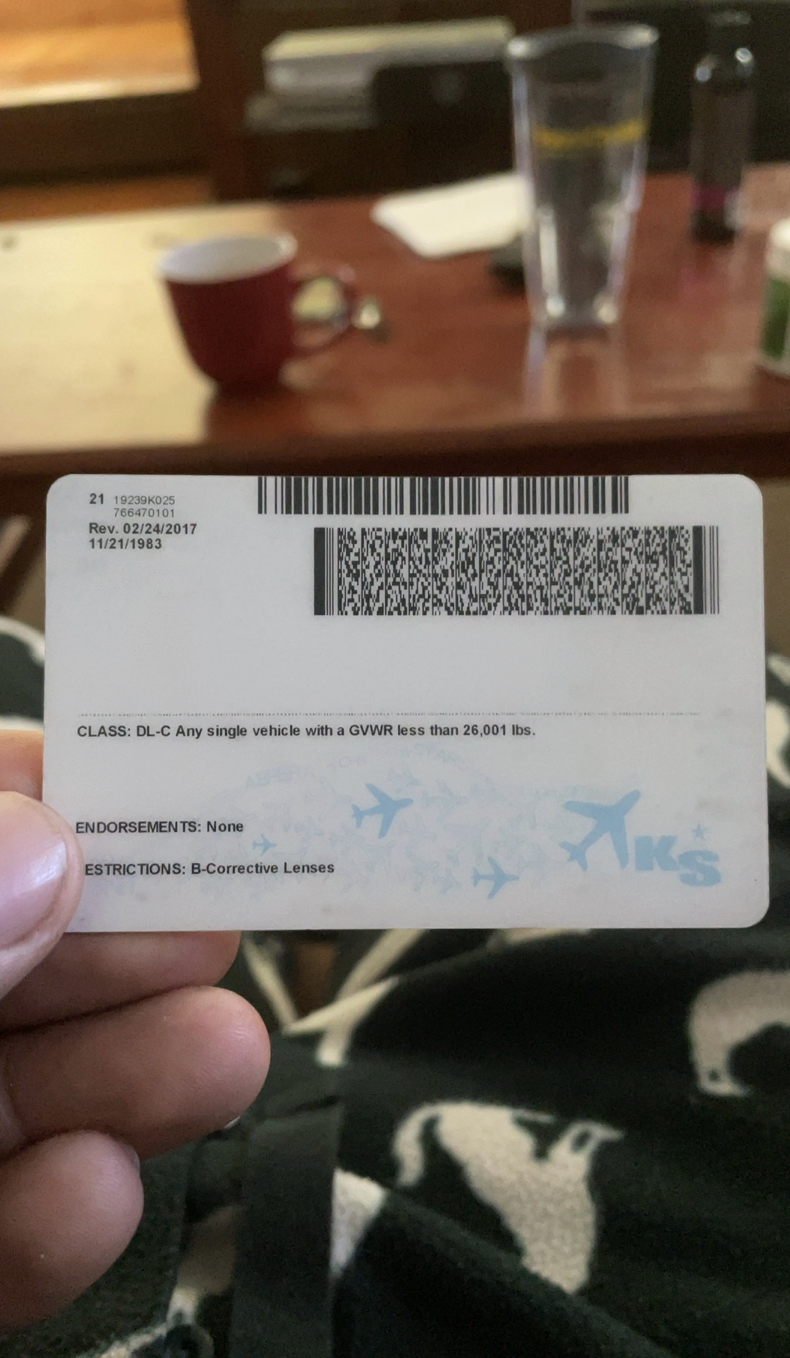 21 19239K025
766470101
Rev. 02/24/2017
11/21/1983
CLASS: DL-C Any single vehicle with a GVWR less than 26,001 lbs.
ENDORSEMENTS: None
ESTRICTIONS: B-Corrective Lenses
KS